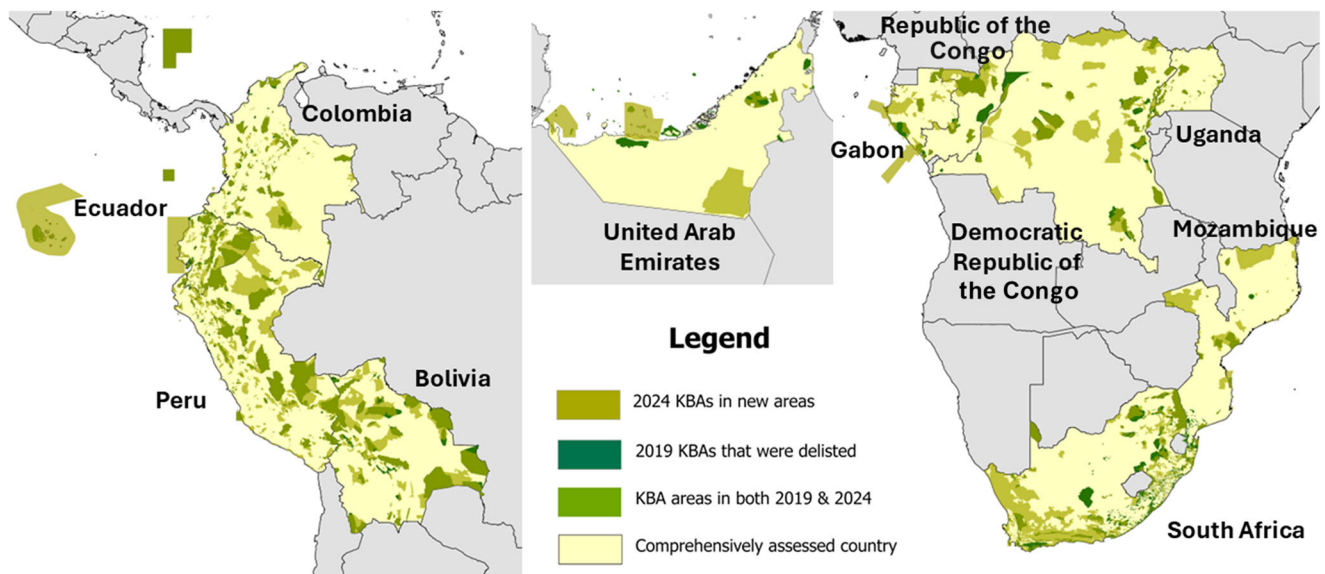 Colombia
Ecuador
Peru
Bolivia
United Arab
Emirates
Legend
2024 KBAs in new areas
2019 KBAs that were delisted
KBA areas in both 2019 & 2024
Comprehensively assessed country
Republic of the
Congo
Gabon
Uganda
Democratic
Republic of
the Congo
Mozambique
South Africa